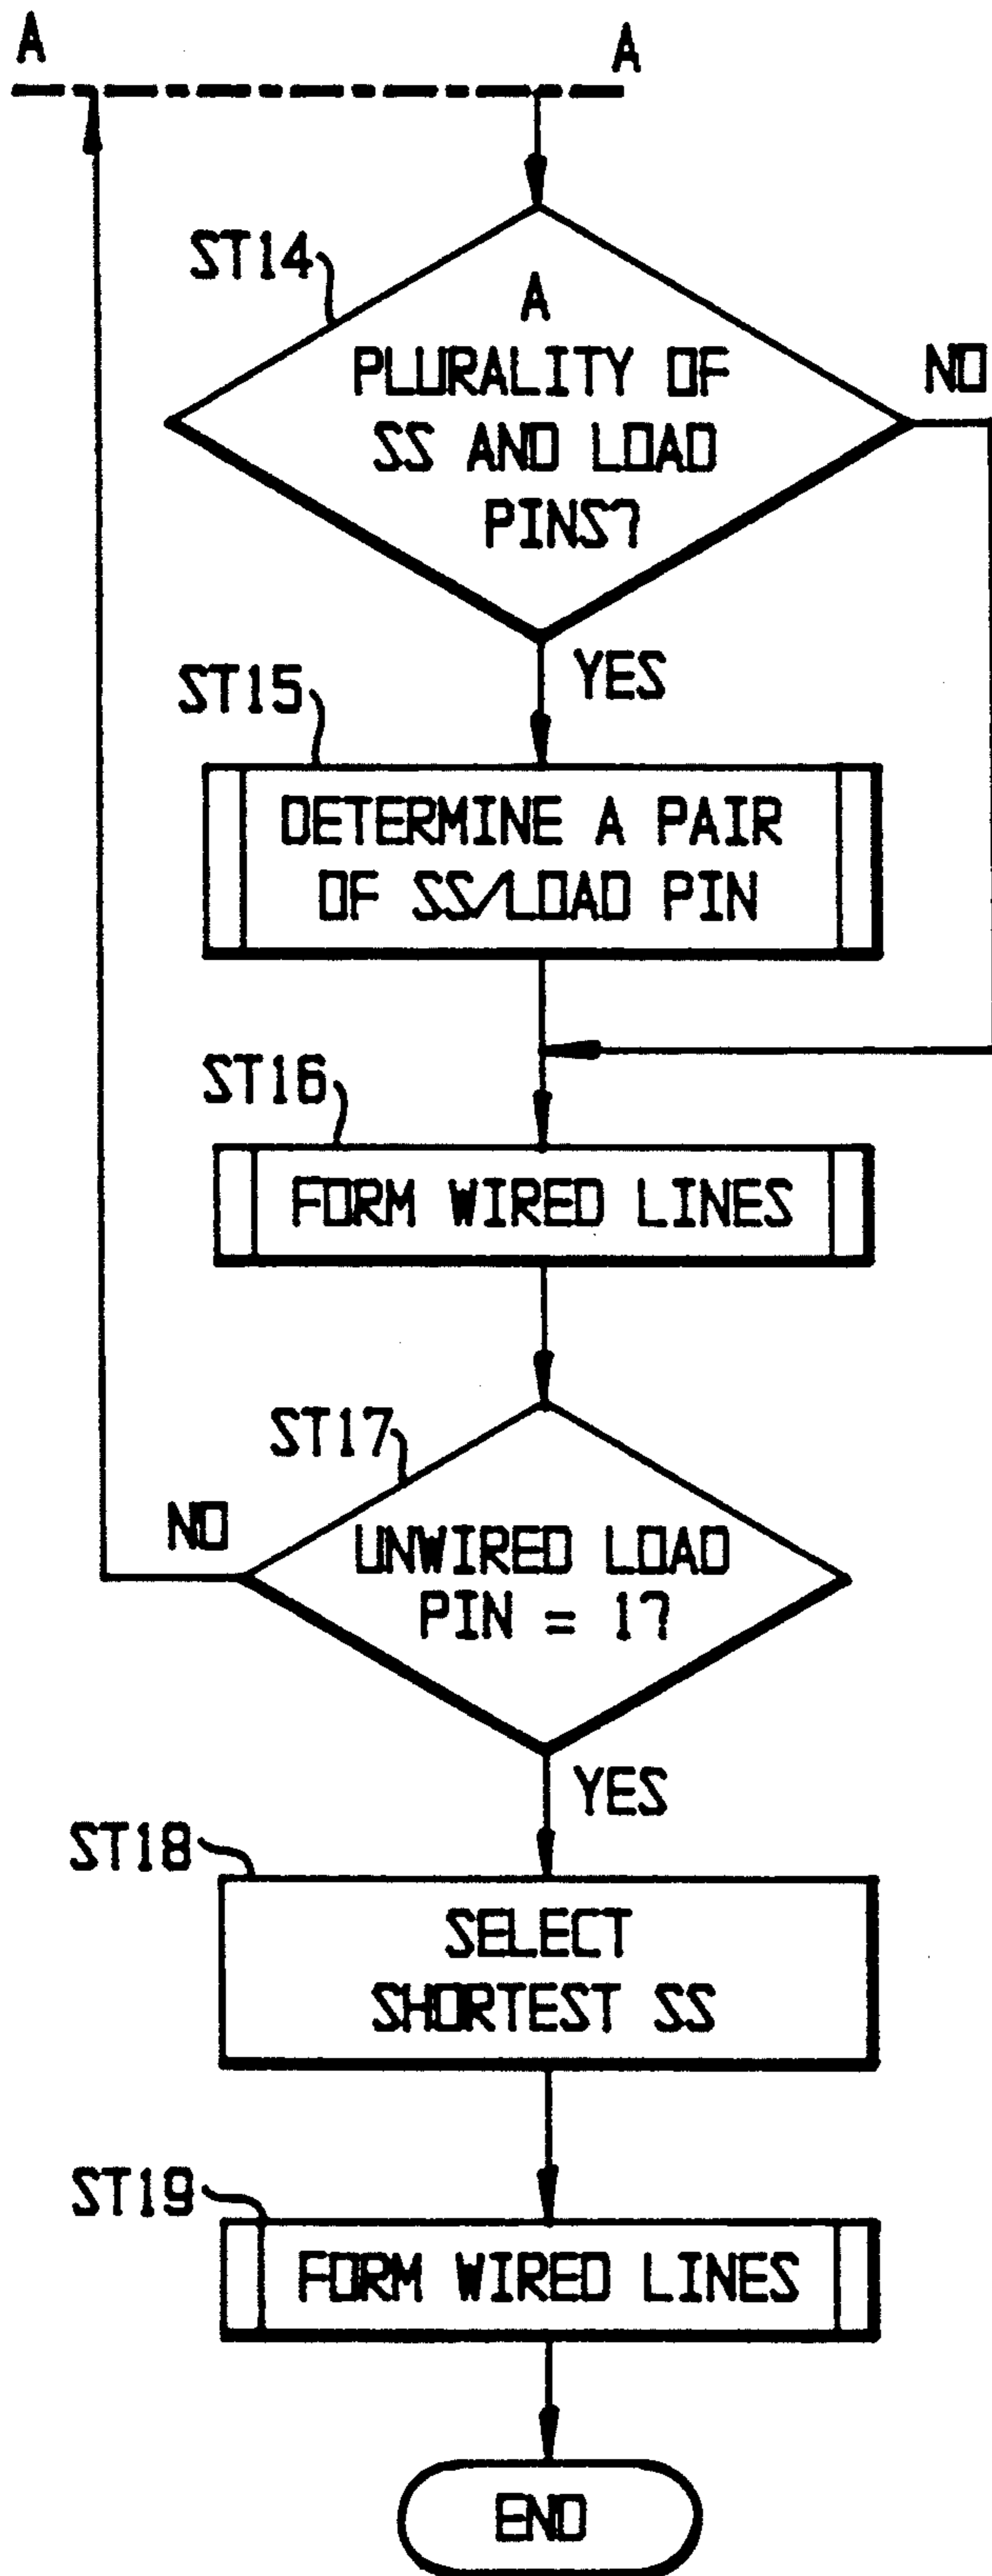 A
A
ST14
A
PLURALITY OF
SS AND LOAD
PINS?
NO
YES
ST15
DETERMINE A PAIR
OF SS/LOAD PIN
ST16
FORM WIRED LINES
ST17
NO
UNWIRED LOAD
PIN = 1?
YES
ST18
SELECT
SHORTEST SS
ST19
FORM WIRED LINES
END